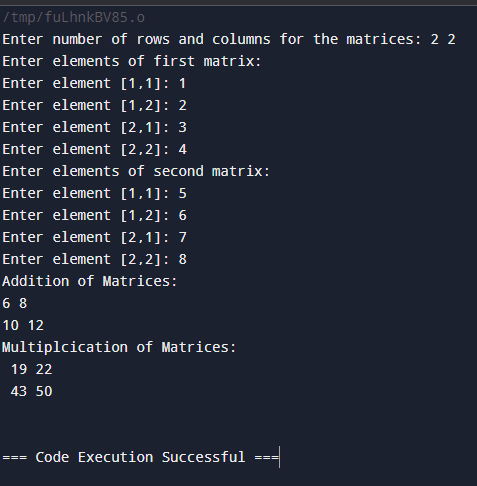 /tmp/fuLhnkBV85.o
Enter number of rows and columns for the matrices: 2 2
Enter elements of first matrix:
Enter element [1,1]: 1
Enter element [1,2]: 2
Enter element [2,1]: 3
Enter element [2,2]: 4
Enter elements of second matrix:
Enter element [1,1]: 5
Enter element [1,2]: 6
Enter element [2,1]: 7
Enter element [2,2]: 8
Addition of Matrices:
6 8
10 12
Multiplcication of Matrices:
19 22
43 50
=== Code Execution Successful ===